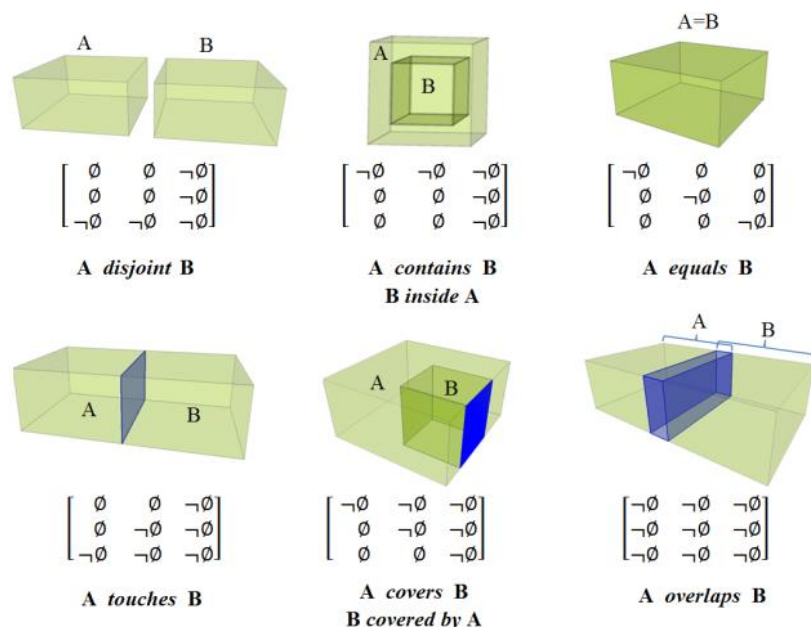 A B
A B
A=B
[ ∅ ∅ ¬∅
∅ ∅ ¬∅
¬∅ ¬∅ ¬∅ ]
[ ¬∅ ¬∅ ¬∅
∅ ∅ ¬∅
∅ ∅ ¬∅ ]
[ ¬∅ ∅ ∅
∅ ¬∅ ∅
∅ ∅ ¬∅ ]
A disjoint B
A contains B
B inside A
A equals B
A B
A B
A B
[ ∅ ∅ ¬∅
∅ ¬∅ ¬∅
¬∅ ¬∅ ¬∅ ]
[ ¬∅ ¬∅ ¬∅
∅ ¬∅ ¬∅
∅ ∅ ¬∅ ]
[ ¬∅ ¬∅ ¬∅
¬∅ ¬∅ ¬∅
¬∅ ¬∅ ¬∅ ]
A touches B
A covers B
B covered by A
A overlaps B